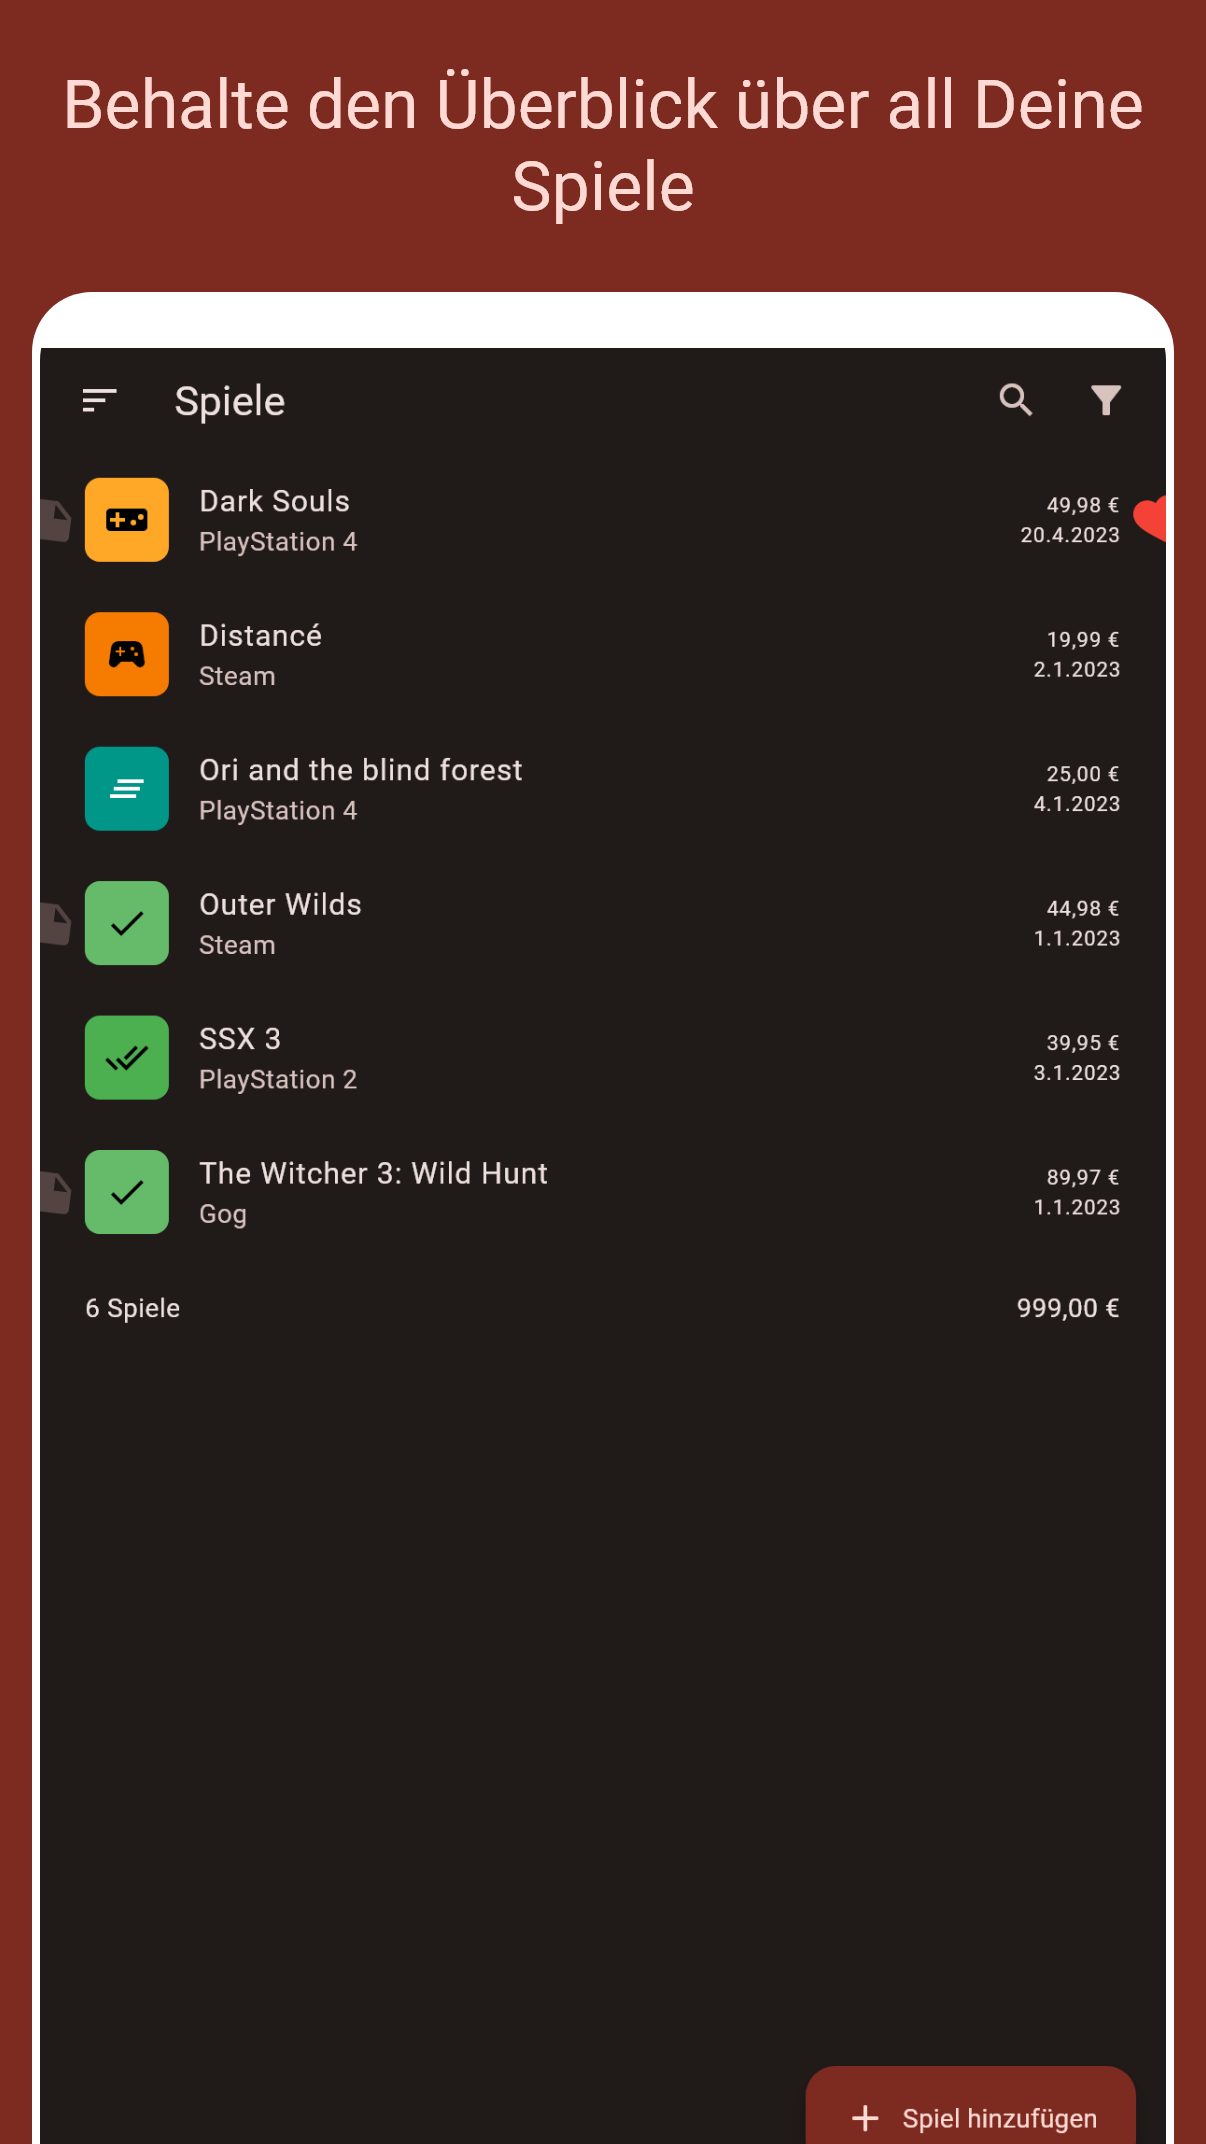 Behalte den Überblick über all Deine
Spiele
Spiele
Dark Souls
PlayStation 4
49,98 €
20.4.2023
Distancé
Steam
19,99 €
2.1.2023
Ori and the blind forest
PlayStation 4
25,00 €
4.1.2023
Outer Wilds
Steam
44,98 €
1.1.2023
SSX 3
PlayStation 2
39,95 €
3.1.2023
The Witcher 3: Wild Hunt
Gog
89,97 €
1.1.2023
6 Spiele
999,00 €
Spiel hinzufügen